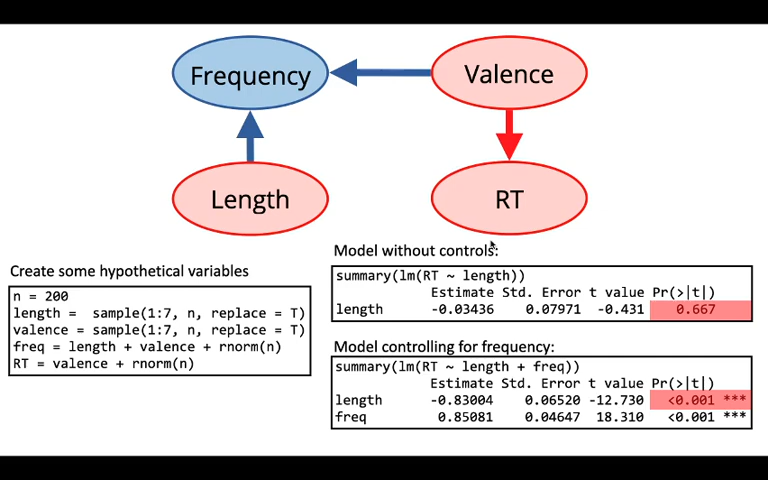 Frequency
Valence
Length
RT
Create some hypothetical variables
n = 200
length =  sample(1:7, n, replace = T)
valence = sample(1:7, n, replace = T)
freq = length + valence + rnorm(n)
RT = valence + rnorm(n)
Model without controls:
summary(lm(RT ~ length))
Estimate Std. Error t value Pr(>|t|)
length -0.03436 0.07971 -0.431 0.667
Model controlling for frequency:
summary(lm(RT ~ length + freq))
Estimate Std. Error t value Pr(>|t|)
length -0.83004 0.06520 -12.730 <0.001 ***
freq 0.85081 0.04647 18.310 <0.001 ***